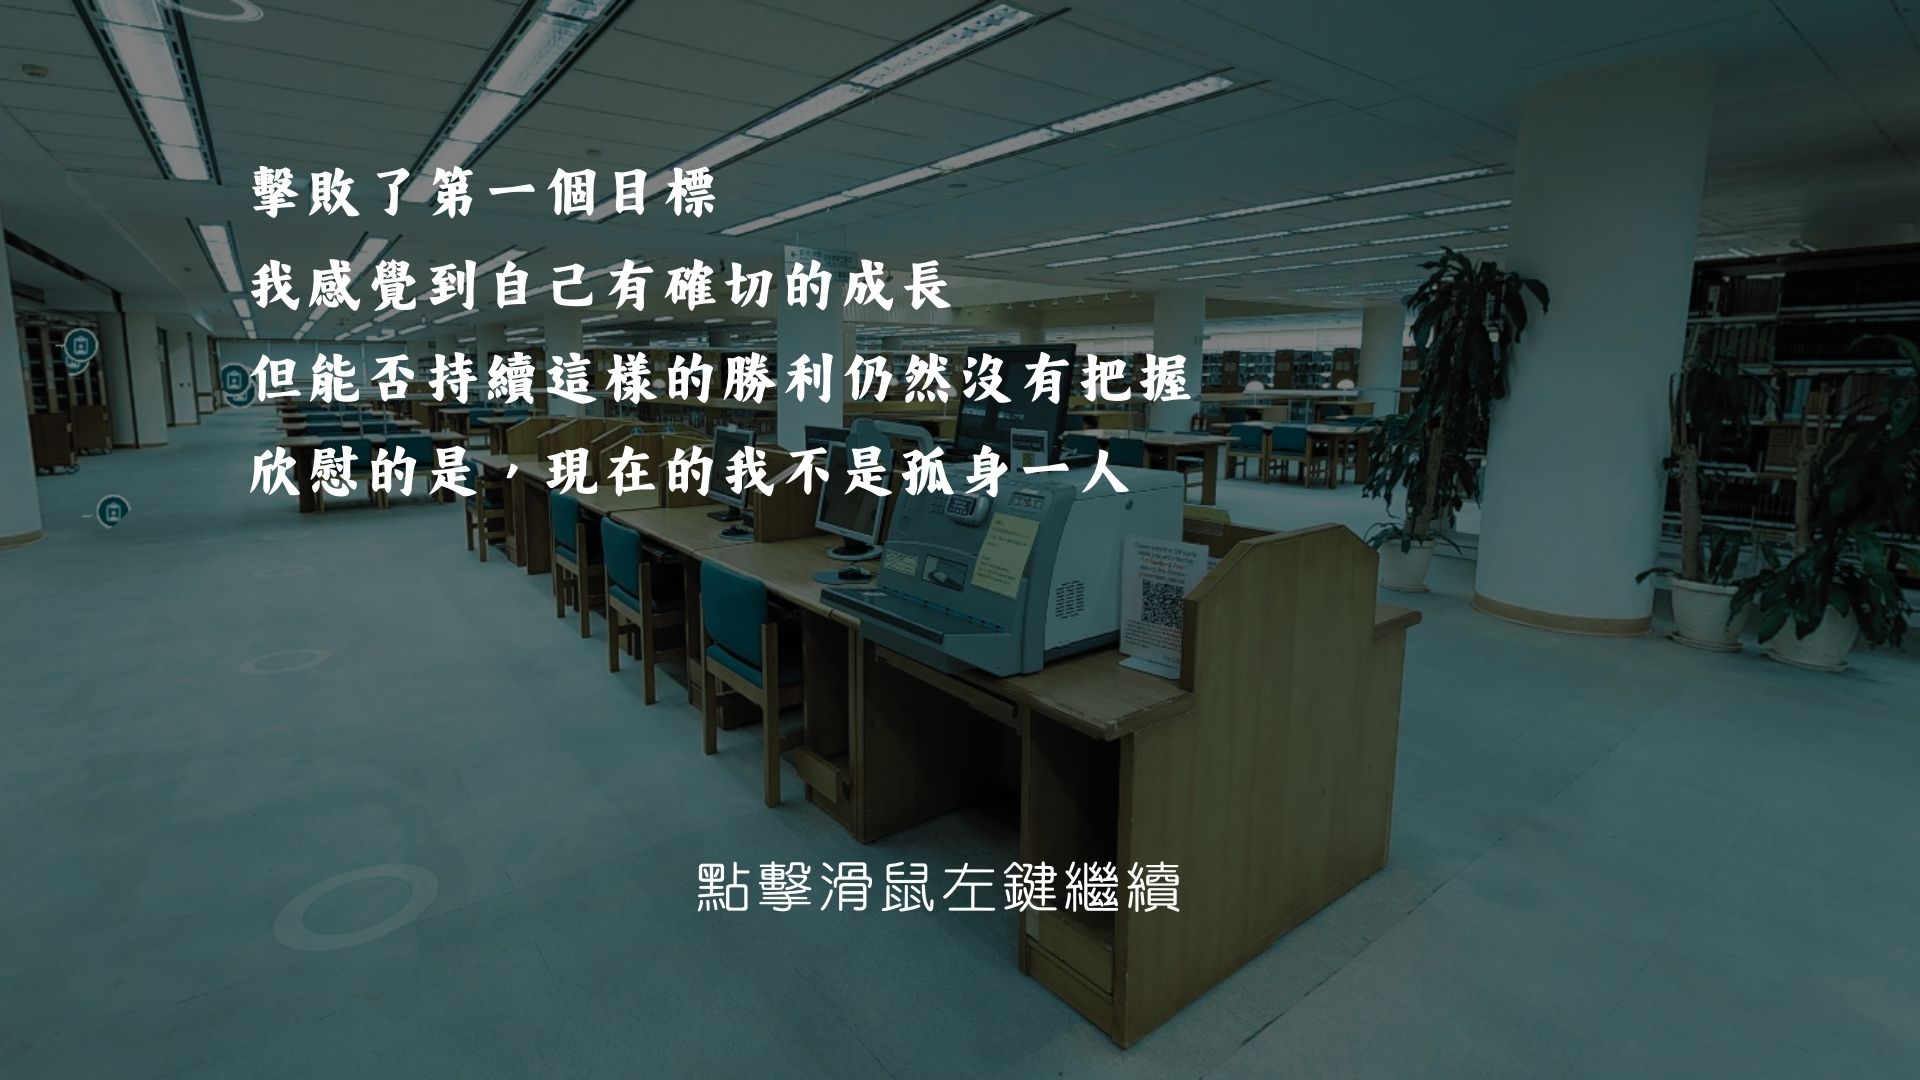 擊敗了第一個目標
我感覺到自己有確切的成長
但能否持續這樣的勝利仍然沒有把握
欣慰的是，現在的我不是孤身一人
點擊滑鼠左鍵繼續